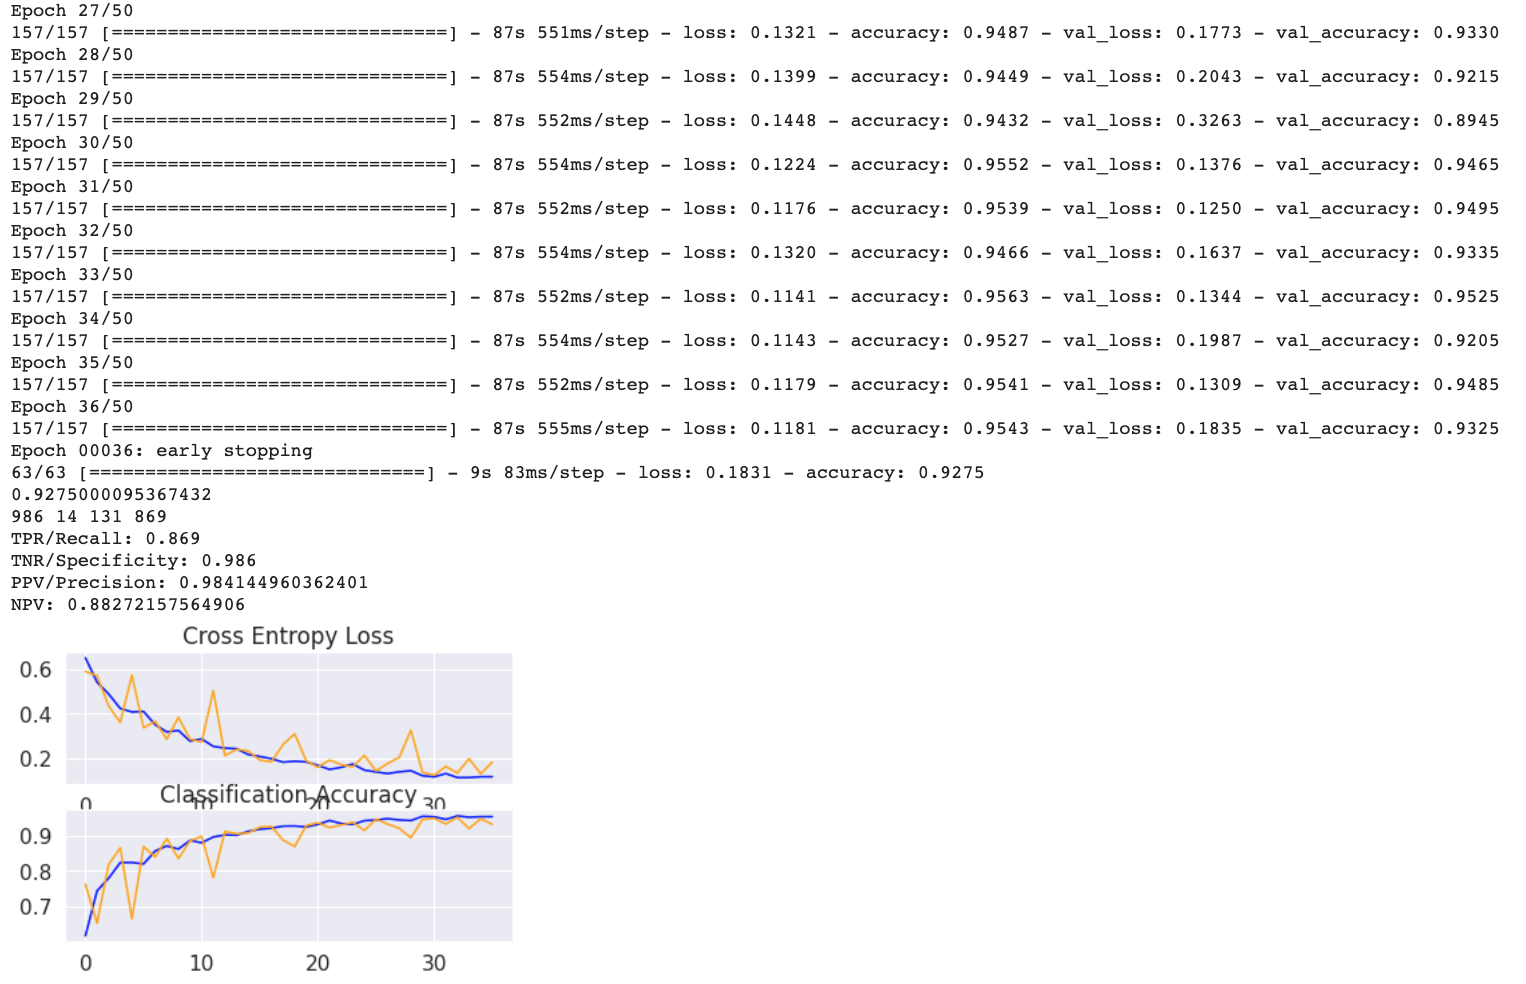 Epoch 27/50
157/157 [==============================] - 87s 551ms/step - loss: 0.1321 - accuracy: 0.9487 - val_loss: 0.1773 - val_accuracy: 0.9330
Epoch 28/50
157/157 [==============================] - 87s 554ms/step - loss: 0.1399 - accuracy: 0.9449 - val_loss: 0.2043 - val_accuracy: 0.9215
Epoch 29/50
157/157 [==============================] - 87s 552ms/step - loss: 0.1448 - accuracy: 0.9432 - val_loss: 0.3263 - val_accuracy: 0.8945
Epoch 30/50
157/157 [==============================] - 87s 554ms/step - loss: 0.1224 - accuracy: 0.9552 - val_loss: 0.1376 - val_accuracy: 0.9465
Epoch 31/50
157/157 [==============================] - 87s 552ms/step - loss: 0.1176 - accuracy: 0.9539 - val_loss: 0.1250 - val_accuracy: 0.9495
Epoch 32/50
157/157 [==============================] - 87s 554ms/step - loss: 0.1320 - accuracy: 0.9466 - val_loss: 0.1637 - val_accuracy: 0.9335
Epoch 33/50
157/157 [==============================] - 87s 552ms/step - loss: 0.1141 - accuracy: 0.9563 - val_loss: 0.1344 - val_accuracy: 0.9525
Epoch 34/50
157/157 [==============================] - 87s 554ms/step - loss: 0.1143 - accuracy: 0.9527 - val_loss: 0.1987 - val_accuracy: 0.9205
Epoch 35/50
157/157 [==============================] - 87s 552ms/step - loss: 0.1179 - accuracy: 0.9541 - val_loss: 0.1309 - val_accuracy: 0.9485
Epoch 36/50
157/157 [==============================] - 87s 555ms/step - loss: 0.1181 - accuracy: 0.9543 - val_loss: 0.1835 - val_accuracy: 0.9325
Epoch 00036: early stopping
63/63 [==============================] - 9s 83ms/step - loss: 0.1831 - accuracy: 0.9275
0.9275000095367432
986 14 131 869
TPR/Recall: 0.869
TNR/Specificity: 0.986
PPV/Precision: 0.984144960362401
NPV: 0.88272157564906
Cross Entropy Loss
0.6
0.4
0.2
0 10 20 30
Classification Accuracy
0.9
0.8
0.7
0 10 20 30